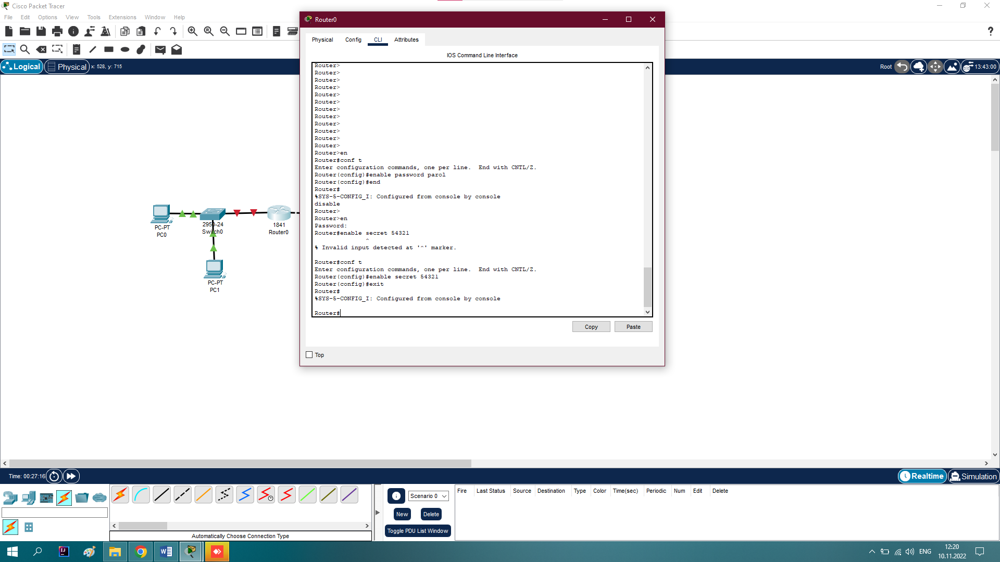 Cisco Packet Tracer
File Edit Options View Tools Extensions Window Help
Logical Physical x: 528, y: 715
Root 13:43:00
PC-PT
PC0
2950-24
Switch0
1841
Router0
PC-PT
PC1
Router0
Physical Config CLI Attributes
IOS Command Line Interface
Router>
Router>
Router>
Router>
Router>
Router>
Router>
Router>
Router>
Router>
Router>
Router>
Router>en
Router#conf t
Enter configuration commands, one per line.  End with CNTL/Z.
Router(config)#enable password parol
Router(config)#end
Router#
%SYS-5-CONFIG_I: Configured from console by console
disable
Router>
Router>en
Password:
Router#enable secret 54321
^
% Invalid input detected at '^' marker.
Router#conf t
Enter configuration commands, one per line.  End with CNTL/Z.
Router(config)#enable secret 54321
Router(config)#exit
Router#
%SYS-5-CONFIG_I: Configured from console by console
Router#
Copy Paste
Top
Time: 00:27:16
Realtime Simulation
Automatically Choose Connection Type
Scenario 0
New Delete
Toggle PDU List Window
Fire Last Status Source Destination Type Color Time(sec) Periodic Num Edit Delete
ENG
12:20
10.11.2022